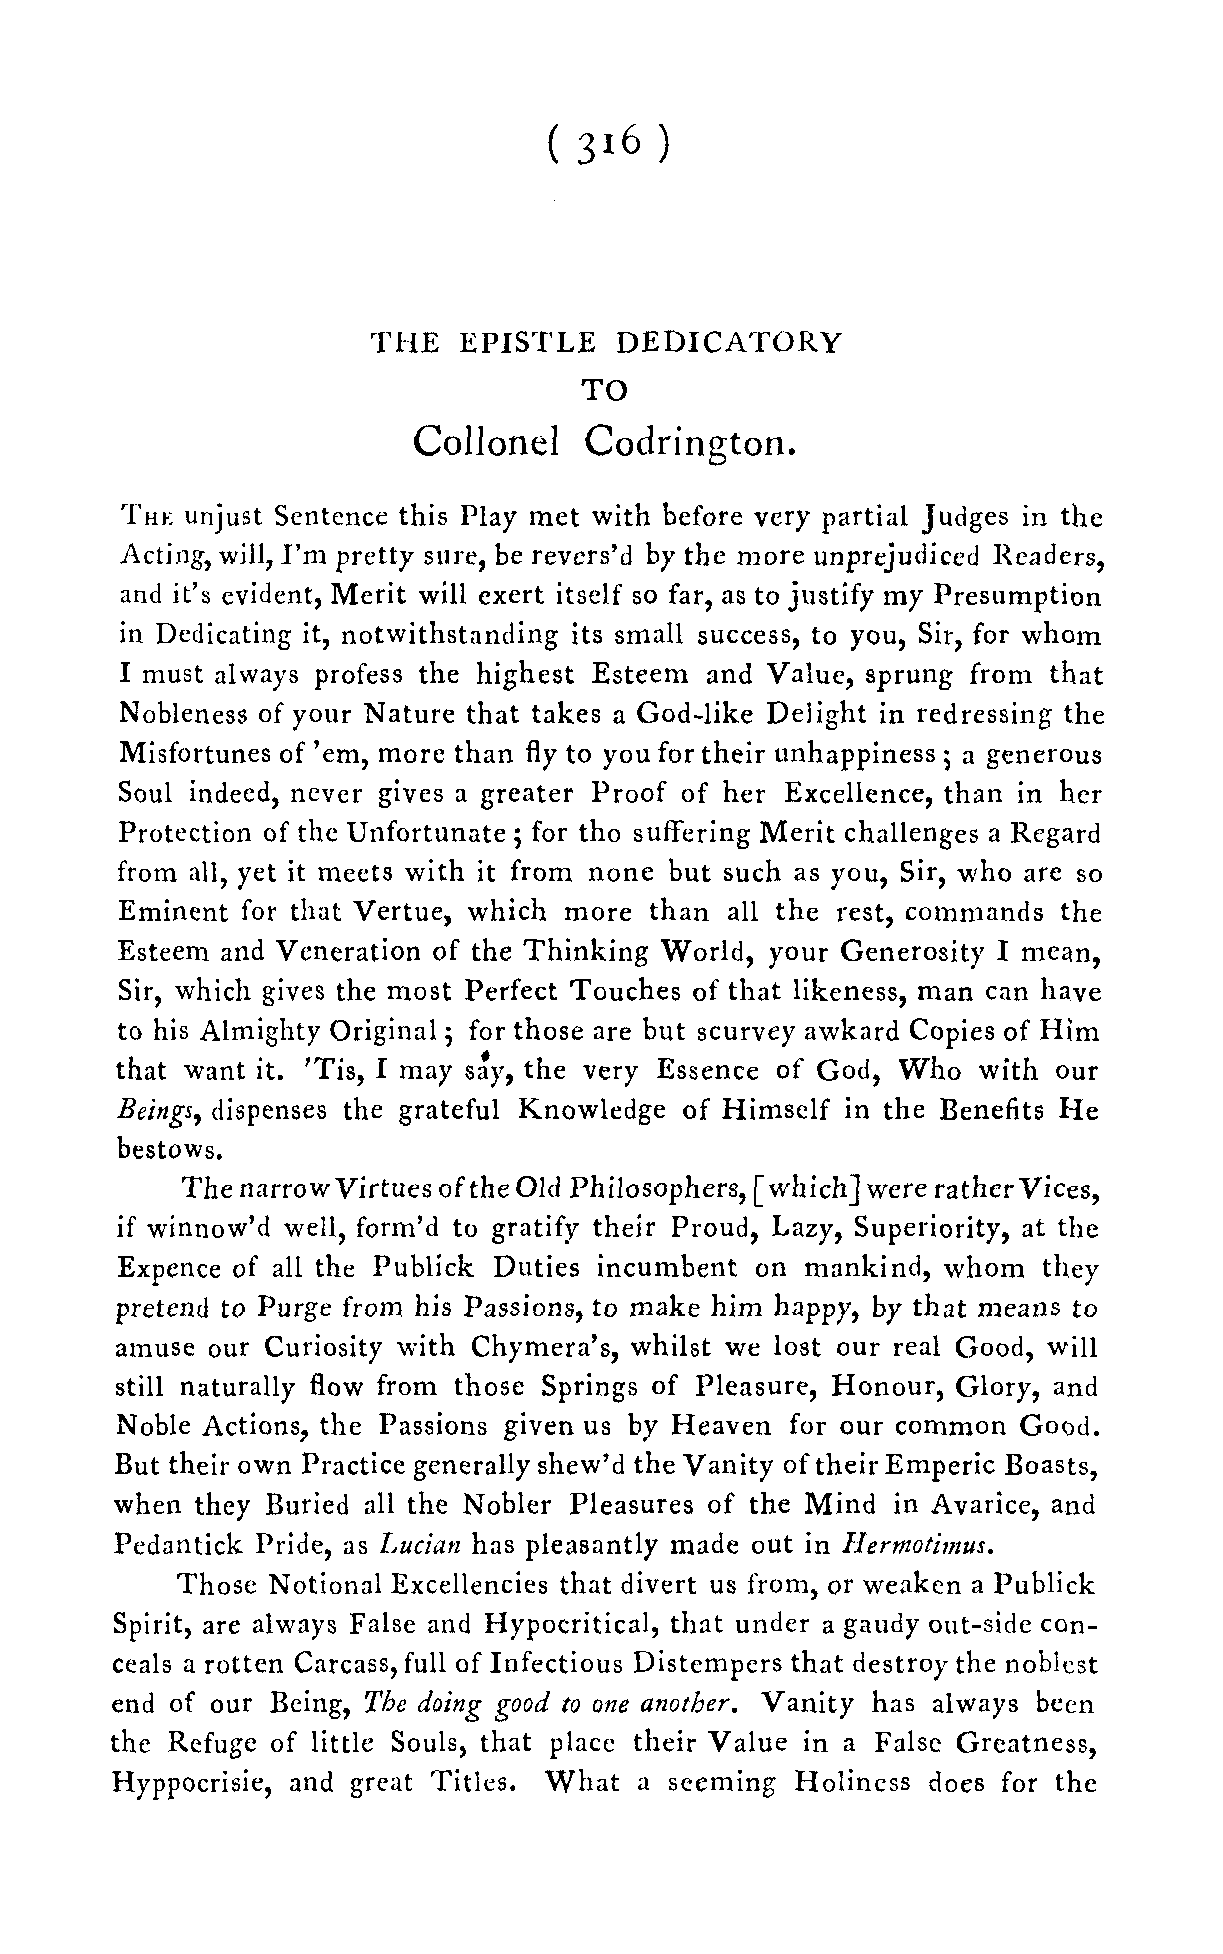 ( 316 )
THE EPISTLE DEDICATORY
TO
Collonel Codrington.
THE unjust Sentence this Play met with before very partial Judges in the
Acting, will, I'm pretty sure, be revers'd by the more unprejudiced Readers,
and it's evident, Merit will exert itself so far, as to justify my Presumption
in Dedicating it, notwithstanding its small success, to you, Sir, for whom
I must always profess the highest Esteem and Value, sprung from that
Nobleness of your Nature that takes a God-like Delight in redressing the
Misfortunes of 'em, more than fly to you for their unhappiness; a generous
Soul indeed, never gives a greater Proof of her Excellence, than in her
Protection of the Unfortunate; for tho suffering Merit challenges a Regard
from all, yet it meets with it from none but such as you, Sir, who are so
Eminent for that Vertue, which more than all the rest, commands the
Esteem and Veneration of the Thinking World, your Generosity I mean,
Sir, which gives the most Perfect Touches of that likeness, man can have
to his Almighty Original; for those are but scurvey awkard Copies of Him
that want it. 'Tis, I may say, the very Essence of God, Who with our
Beings, dispenses the grateful Knowledge of Himself in the Benefits He
bestows.
The narrow Virtues of the Old Philosophers, [which] were rather Vices,
if winnow'd well, form'd to gratify their Proud, Lazy, Superiority, at the
Expence of all the Publick Duties incumbent on mankind, whom they
pretend to Purge from his Passions, to make him happy, by that means to
amuse our Curiosity with Chymera's, whilst we lost our real Good, will
still naturally flow from those Springs of Pleasure, Honour, Glory, and
Noble Actions, the Passions given us by Heaven for our common Good.
But their own Practice generally shew'd the Vanity of their Emperic Boasts,
when they Buried all the Nobler Pleasures of the Mind in Avarice, and
Pedantick Pride, as Lucian has pleasantly made out in Hermotimus.
Those Notional Excellencies that divert us from, or weaken a Publick
Spirit, are always False and Hypocritical, that under a gaudy out-side con-
ceals a rotten Carcass, full of Infectious Distempers that destroy the noblest
end of our Being, The doing good to one another. Vanity has always been
the Refuge of little Souls, that place their Value in a False Greatness,
Hyppocrisie, and great Titles. What a seeming Holiness does for the